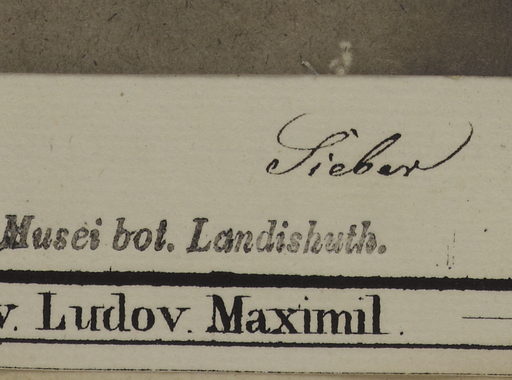 Sieber
Musei bot. Landishuth.
v. Ludov. Maximil.